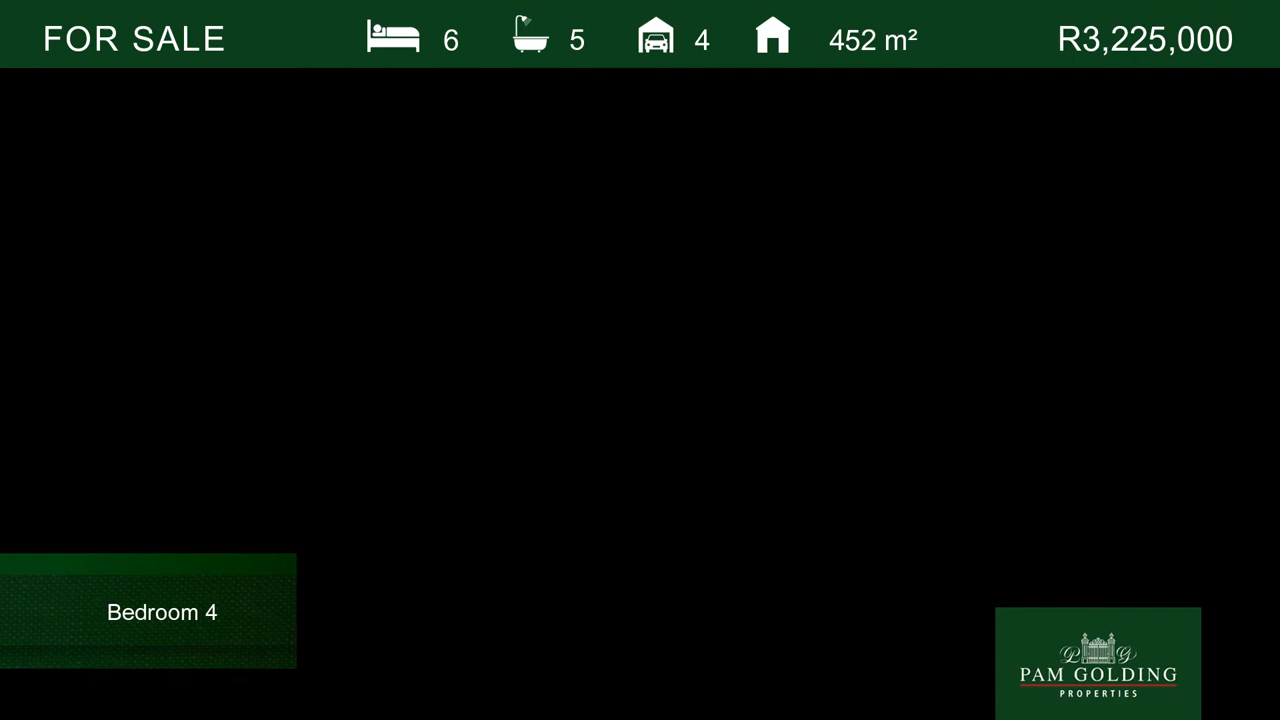 FOR SALE 6 5 4 452 m² R3,225,000
Bedroom 4
P G
PAM GOLDING
PROPERTIES